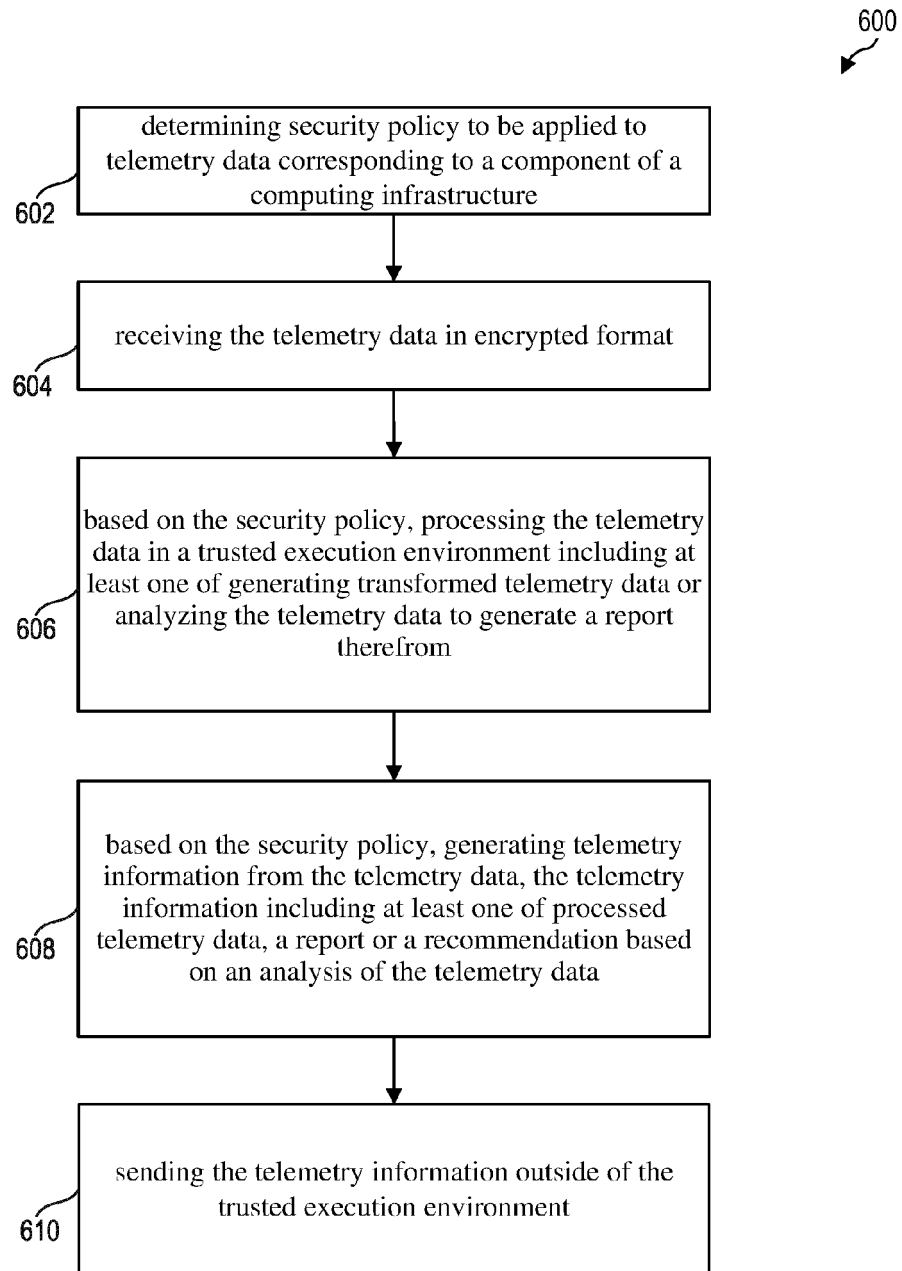 600
determining security policy to be applied to
telemetry data corresponding to a component of a
computing infrastructure
602
receiving the telemetry data in encrypted format
604
based on the security policy, processing the telemetry
data in a trusted execution environment including at
least one of generating transformed telemetry data or
analyzing the telemetry data to generate a report
therefrom
606
based on the security policy, generating telemetry
information from the telemetry data, the telemetry
information including at least one of processed
telemetry data, a report or a recommendation based
on an analysis of the telemetry data
608
sending the telemetry information outside of the
trusted execution environment
610